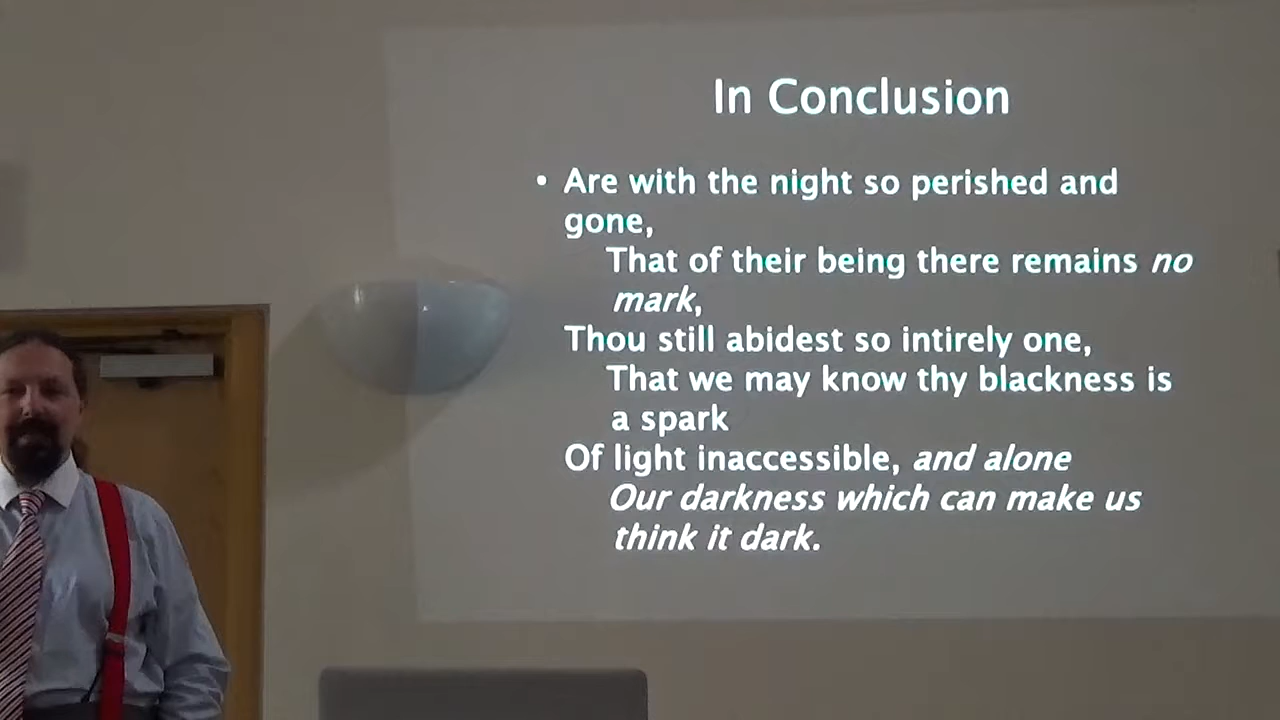 In Conclusion
• Are with the night so perished and
gone,
That of their being there remains no
mark,
Thou still abidest so intirely one,
That we may know thy blackness is
a spark
Of light inaccessible, and alone
Our darkness which can make us
think it dark.